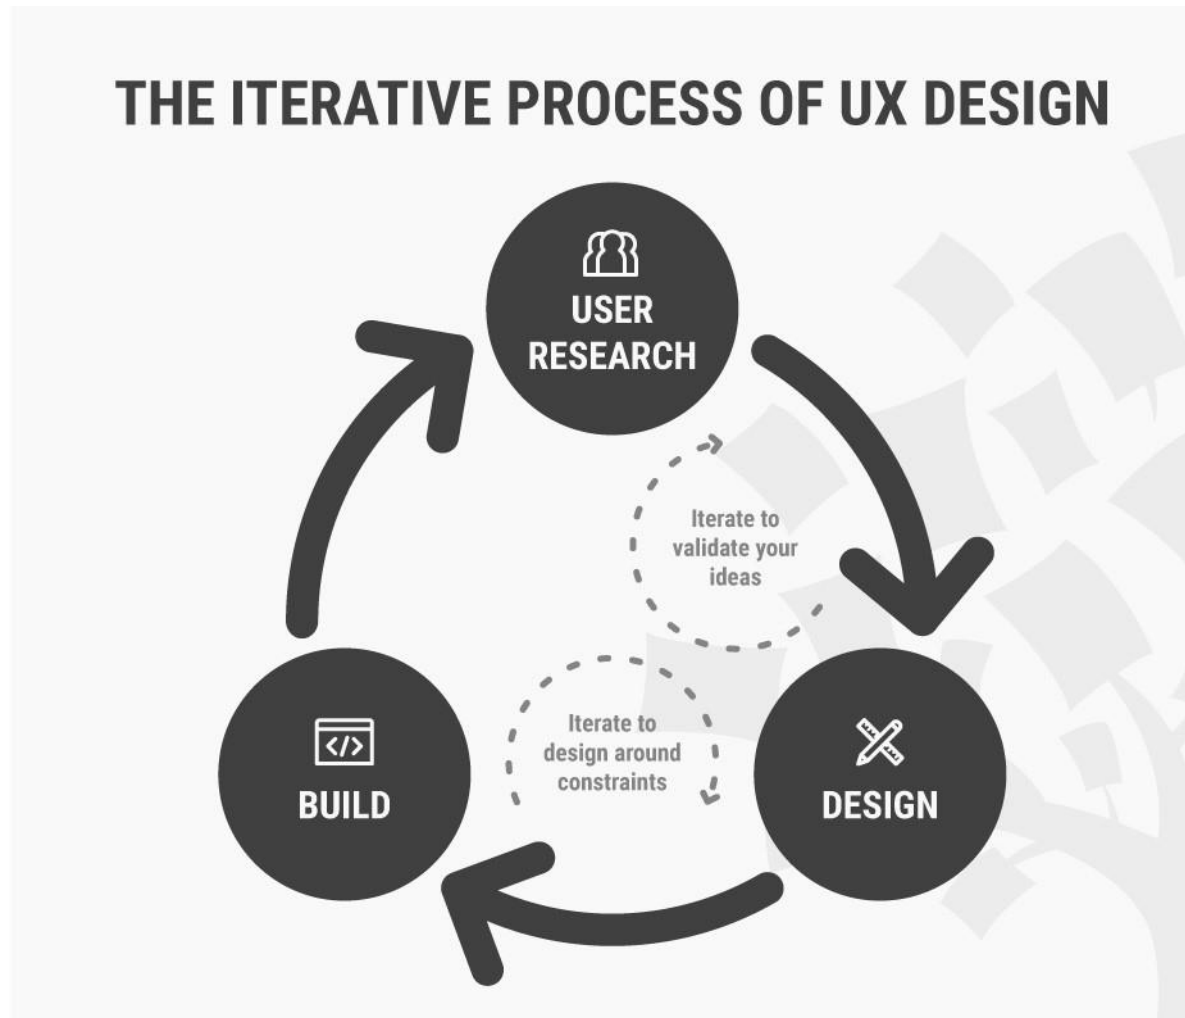 THE ITERATIVE PROCESS OF UX DESIGN
USER
RESEARCH
Iterate to
validate your
ideas
Iterate to
design around
constraints
</>
BUILD
DESIGN